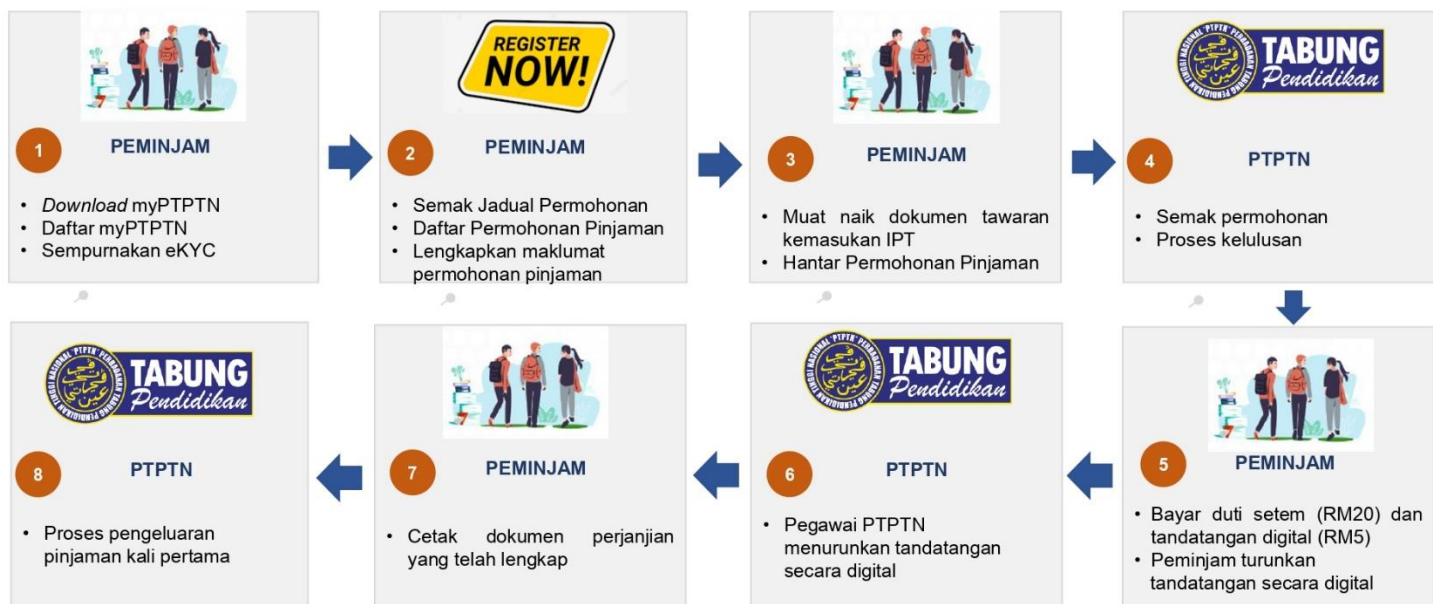 REGISTER
NOW!
TABUNG
Pendidikan
1
PEMINJAM
• Download myPTPTN
• Daftar myPTPTN
• Sempurnakan eKYC
2
PEMINJAM
• Semak Jadual Permohonan
• Daftar Permohonan Pinjaman
• Lengkapkan maklumat
permohonan pinjaman
3
PEMINJAM
• Muat naik dokumen tawaran
kemasukan IPT
• Hantar Permohonan Pinjaman
4
PTPTN
• Semak permohonan
• Proses kelulusan
5
PEMINJAM
• Bayar duti setem (RM20) dan
tandatangan digital (RM5)
• Peminjam turunkan
tandatangan secara digital
TABUNG
Pendidikan
6
PTPTN
• Pegawai PTPTN
menurunkan tandatangan
secara digital
7
PEMINJAM
• Cetak dokumen perjanjian
yang telah lengkap
TABUNG
Pendidikan
8
PTPTN
• Proses pengeluaran
pinjaman kali pertama